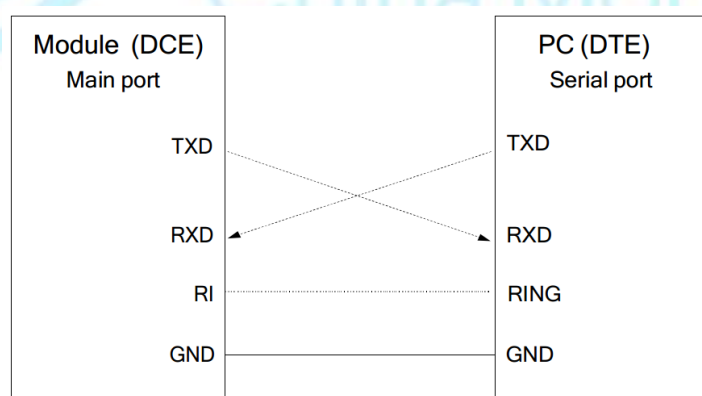 Module (DCE)
Main port
TXD
RXD
RI
GND
PC (DTE)
Serial port
TXD
RXD
RING
GND